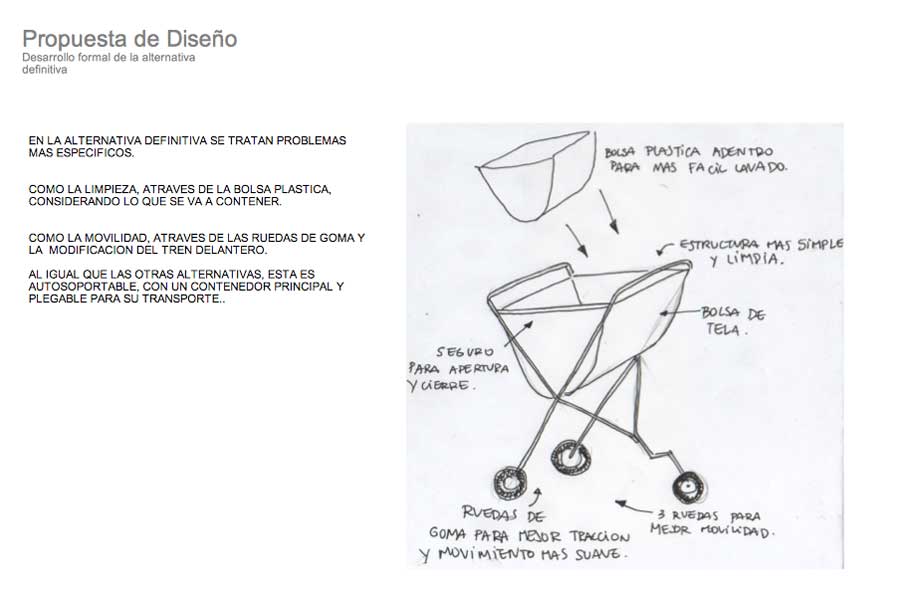 Propuesta de Diseño
Desarrollo formal de la alternativa
definitiva
EN LA ALTERNATIVA DEFINITIVA SE TRATAN PROBLEMAS
MAS ESPECIFICOS.
COMO LA LIMPIEZA, ATRAVES DE LA BOLSA PLASTICA,
CONSIDERANDO LO QUE SE VA A CONTENER.
COMO LA MOVILIDAD, ATRAVES DE LAS RUEDAS DE GOMA Y
LA MODIFICACION DEL TREN DELANTERO.
AL IGUAL QUE LAS OTRAS ALTERNATIVAS, ESTA ES
AUTOSOPORTABLE, CON UN CONTENEDOR PRINCIPAL Y
PLEGABLE PARA SU TRANSPORTE..
BOLSA PLASTICA ADENTRO
PARA MAS FACIL LAVADO.
ESTRUCTURA MAS SIMPLE
Y LIMPIA.
BOLSA DE
TELA.
SEGURO
PARA APERTURA
Y CIERRE.
RUEDAS DE
GOMA PARA MEJOR TRACCION
Y MOVIMIENTO MAS SUAVE.
3 RUEDAS PARA
MEJOR MOVILIDAD.